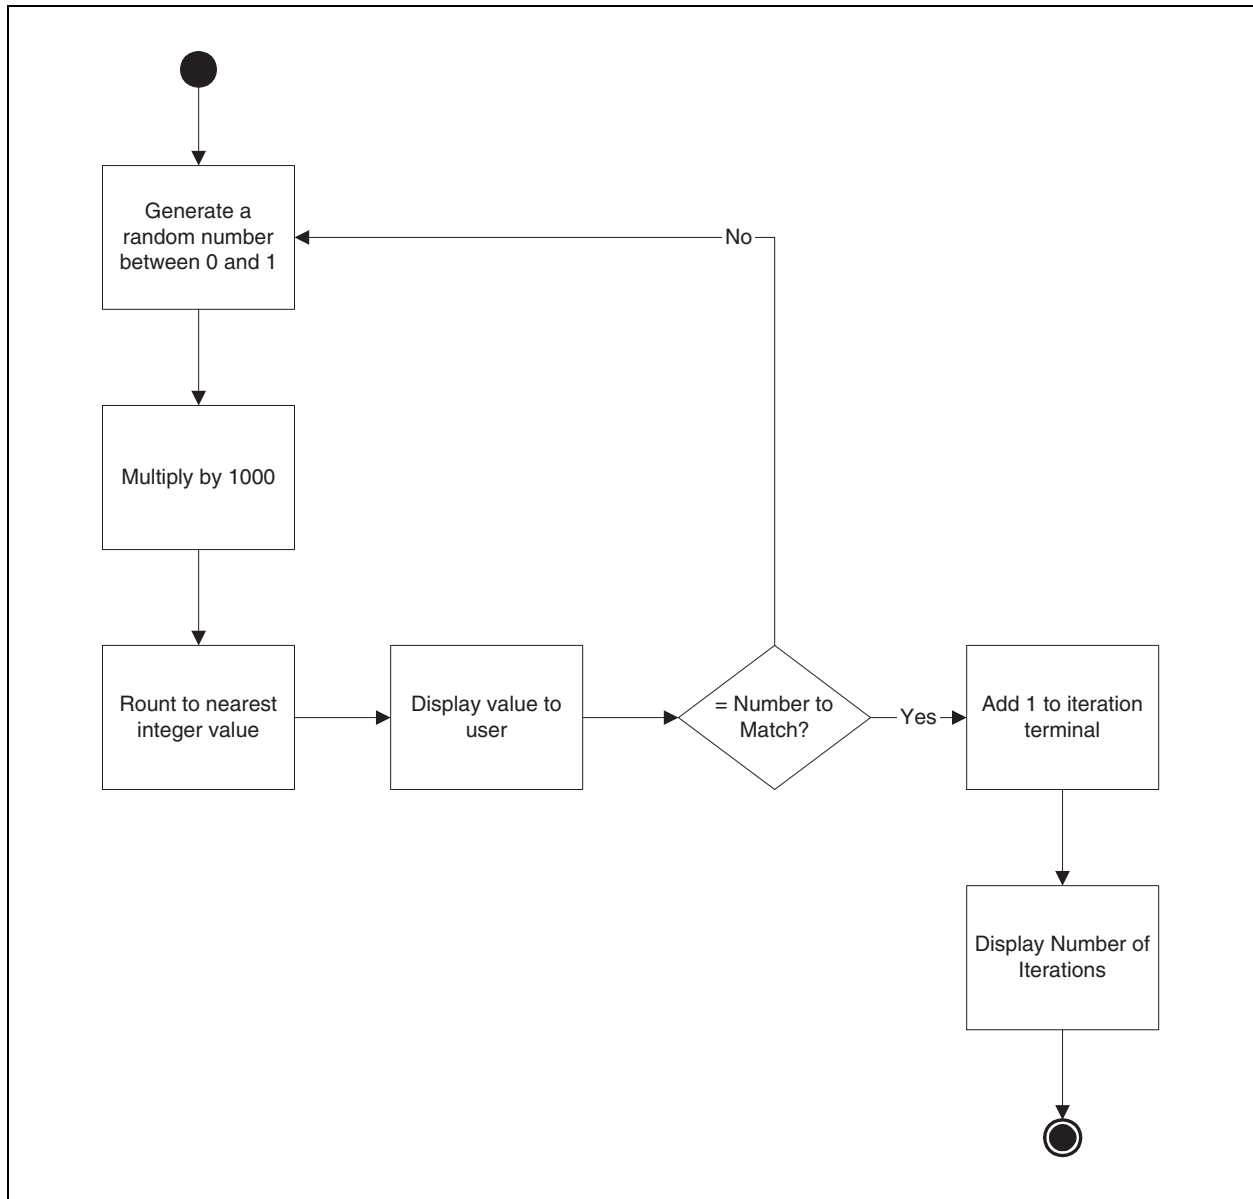 Generate a
random number
between 0 and 1
No
Multiply by 1000
Rount to nearest
integer value
Display value to
user
= Number to
Match?
Yes
Add 1 to iteration
terminal
Display Number of
Iterations